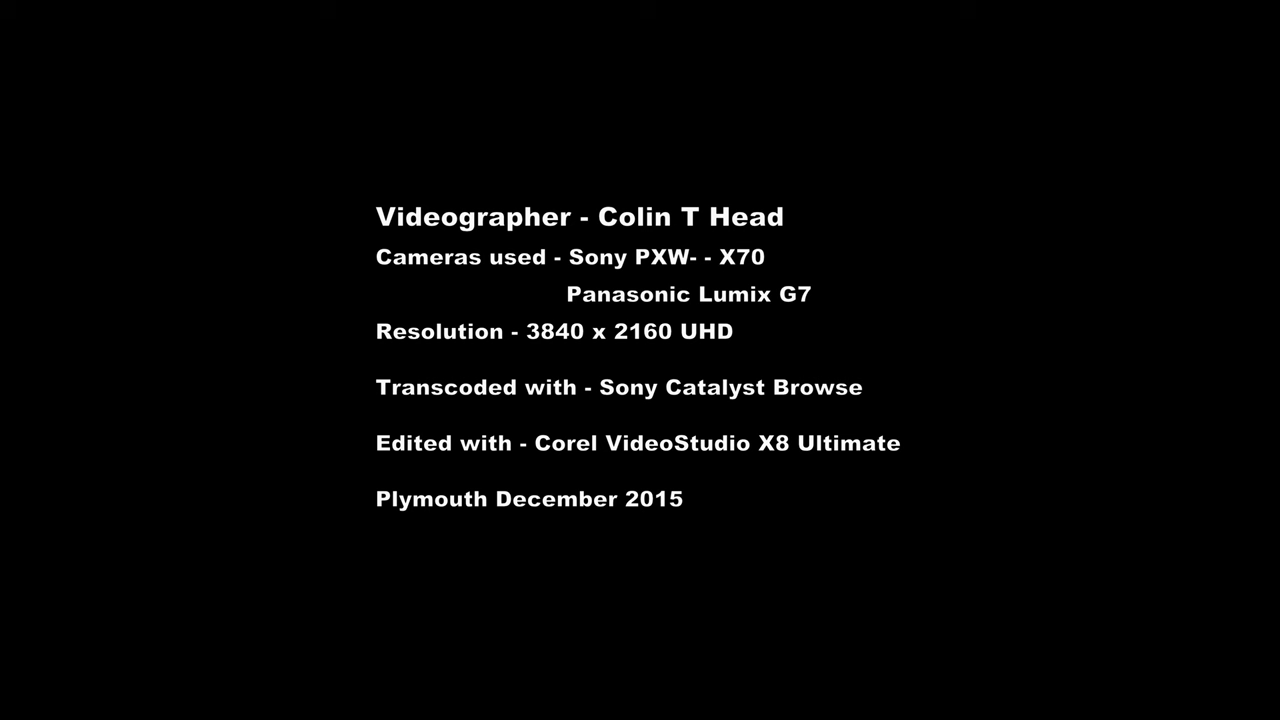 Videographer - Colin T Head
Cameras used - Sony PXW- - X70
Panasonic Lumix G7
Resolution - 3840 x 2160 UHD
Transcoded with - Sony Catalyst Browse
Edited with - Corel VideoStudio X8 Ultimate
Plymouth December 2015